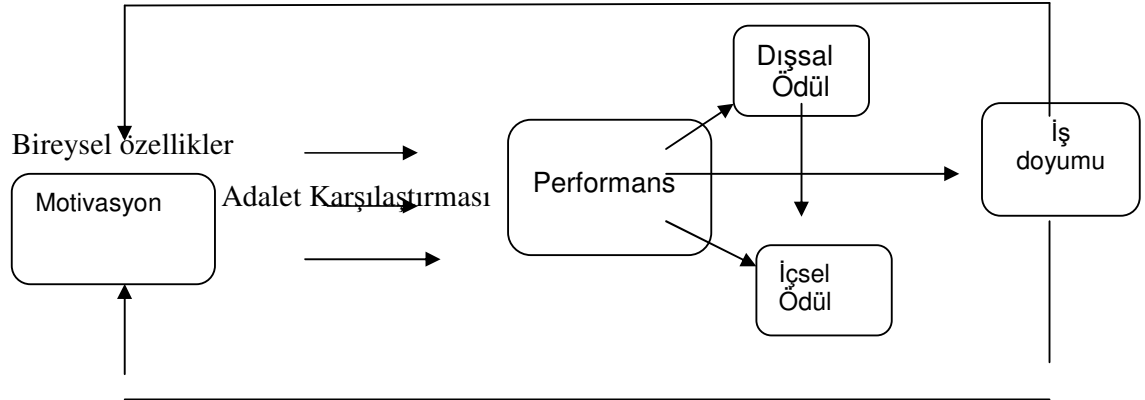 Bireysel özellikler
Motivasyon
Adalet Karşılaştırması
Performans
Dışsal
Ödül
İçsel
Ödül
İş
doyumu